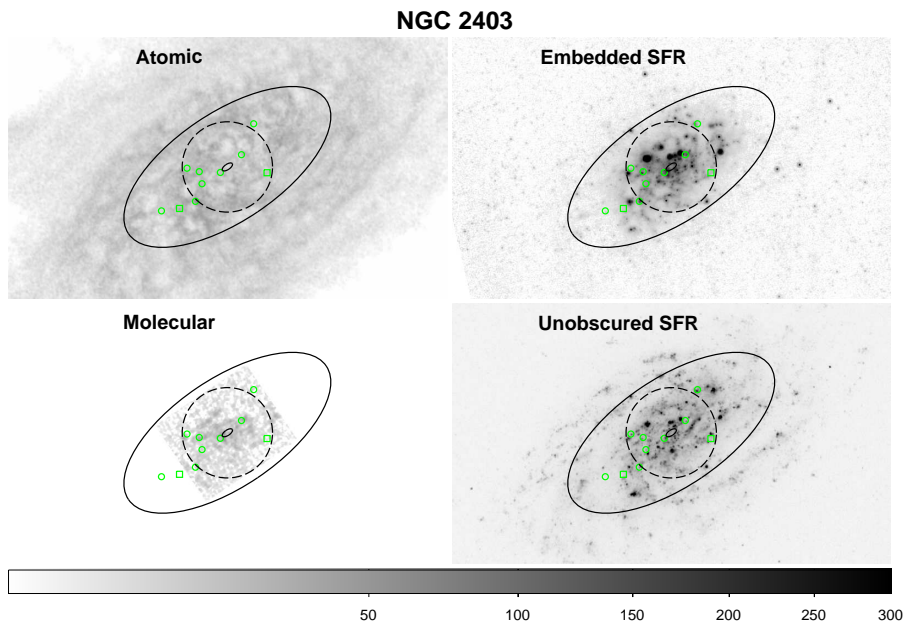 NGC 2403
Atomic
Embedded SFR
Molecular
Unobscured SFR
50 100 150 200 250 300